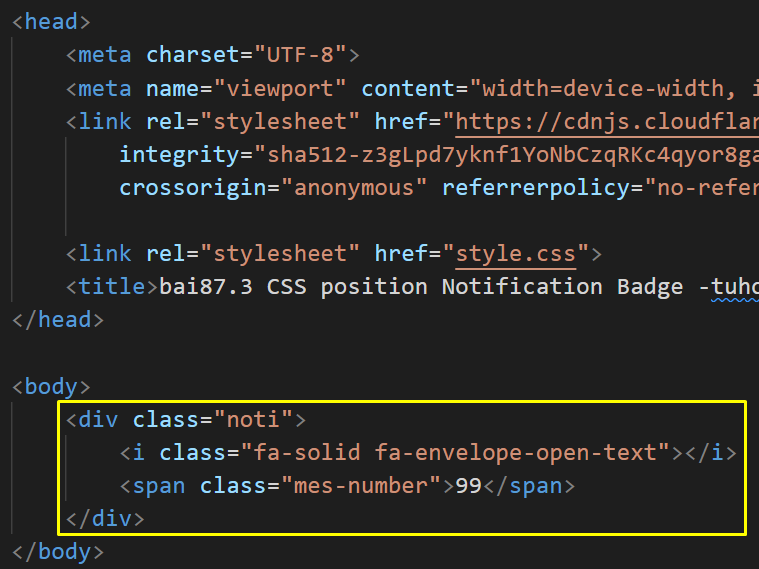 <head>
<meta charset="UTF-8">
<meta name="viewport" content="width=device-width, i
<link rel="stylesheet" href="https://cdnjs.cloudflar
integrity="sha512-z3gLpd7yknf1YoNbCzqRKc4qyor8ga
crossorigin="anonymous" referrerpolicy="no-refer
<link rel="stylesheet" href="style.css">
<title>bai87.3 CSS position Notification Badge -tuho
</head>
<body>
<div class="noti">
<i class="fa-solid fa-envelope-open-text"></i>
<span class="mes-number">99</span>
</div>
</body>